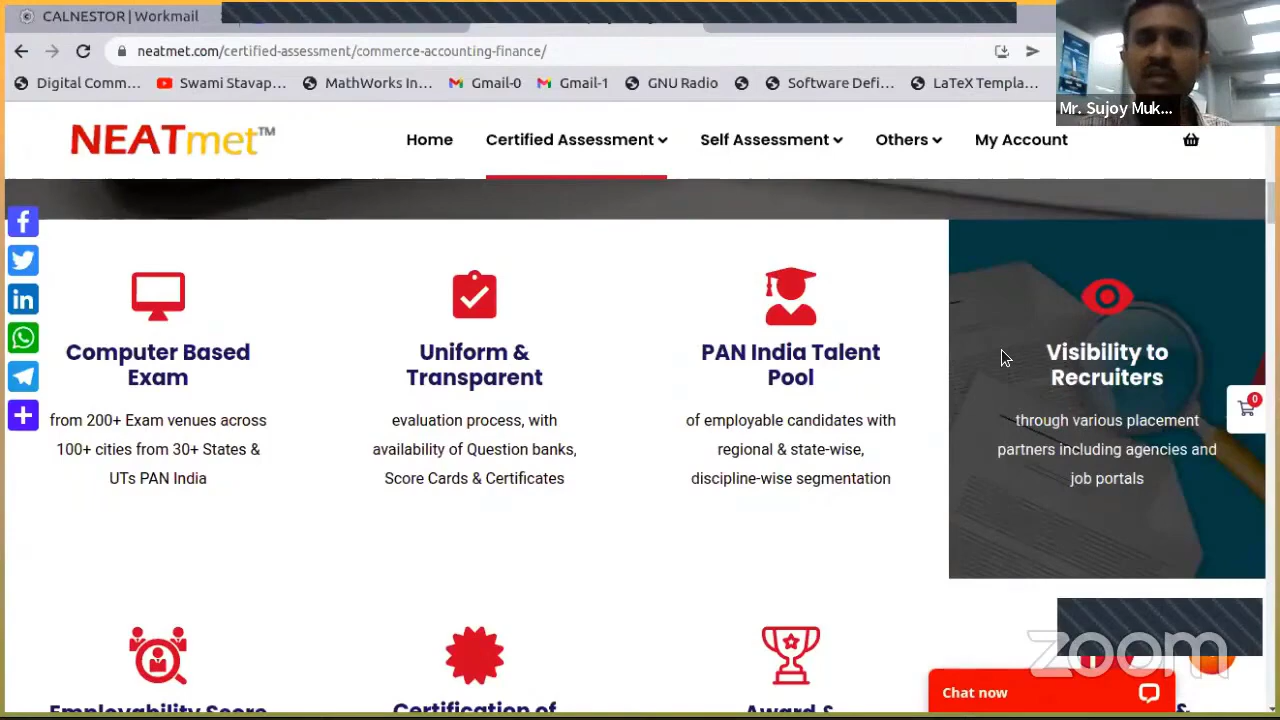 CALNESTOR | Workmail
neatmet.com/certified-assessment/commerce-accounting-finance/
Digital Comm... Swami Stavap... MathWorks In... Gmail-0 Gmail-1 GNU Radio Software Defi... LaTeX Templa...
Mr. Sujoy Muk...
NEATmet™ Home Certified Assessment Self Assessment Others My Account
Computer Based
Exam
from 200+ Exam venues across
100+ cities from 30+ States &
UTs PAN India
Uniform &
Transparent
evaluation process, with
availability of Question banks,
Score Cards & Certificates
PAN India Talent
Pool
of employable candidates with
regional & state-wise,
discipline-wise segmentation
Visibility to
Recruiters
through various placement
partners including agencies and
job portals
0
zoom
Employability Score
Certification of
Award &
&
Chat now